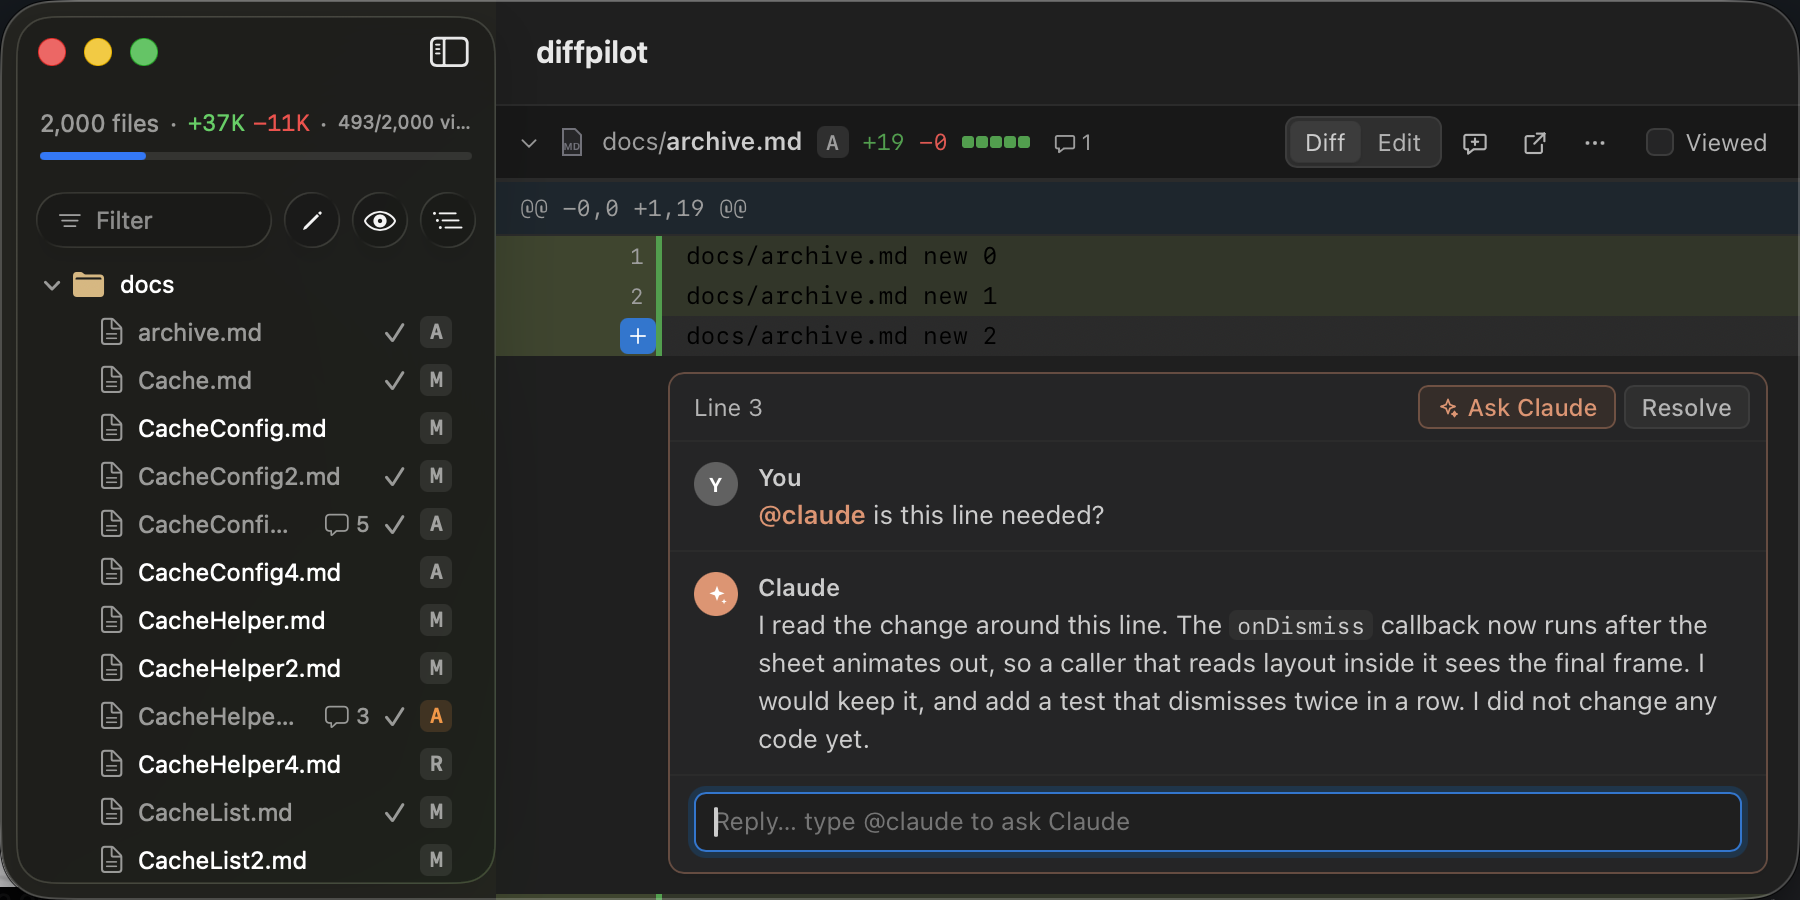 2,000 files · +37K −11K · 493/2,000 vi...
Filter
docs
archive.md A
Cache.md M
CacheConfig.md M
CacheConfig2.md M
CacheConfi... 5 A
CacheConfig4.md A
CacheHelper.md M
CacheHelper2.md M
CacheHelpe... 3 A
CacheHelper4.md R
CacheList.md M
CacheList2.md M
diffpilot
MD docs/archive.md A +19 −0 1 Diff Edit Viewed
@@ −0,0 +1,19 @@
1 docs/archive.md new 0
2 docs/archive.md new 1
docs/archive.md new 2
Line 3 Ask Claude Resolve
Y You
@claude is this line needed?
Claude
I read the change around this line. The onDismiss callback now runs after the
sheet animates out, so a caller that reads layout inside it sees the final frame. I
would keep it, and add a test that dismisses twice in a row. I did not change any
code yet.
Reply... type @claude to ask Claude